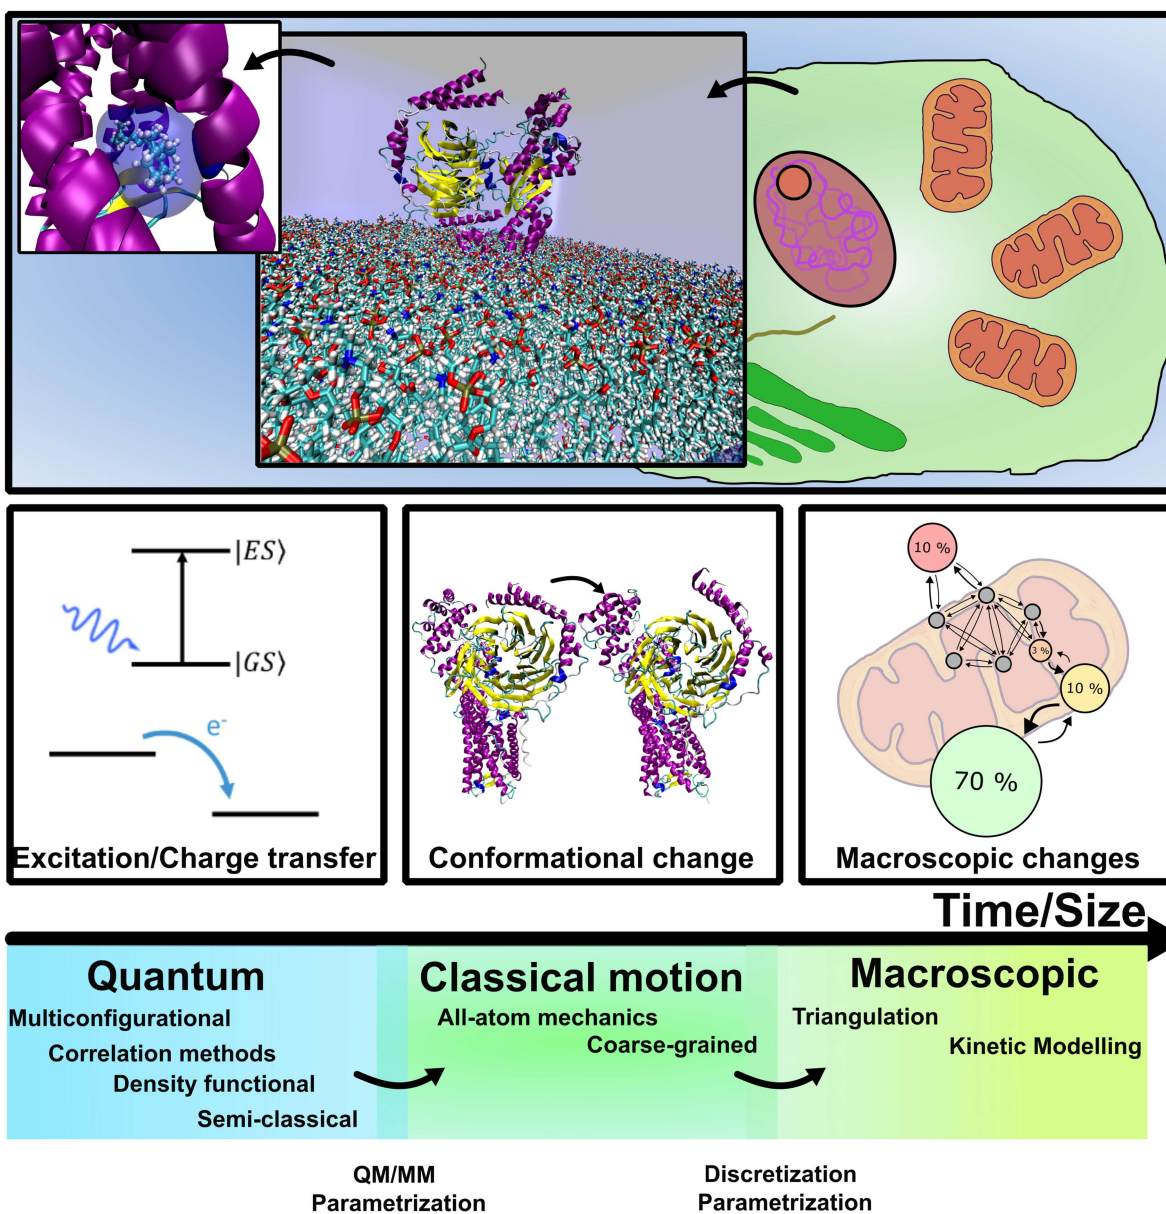 |ES⟩
|GS⟩
e-
Excitation/Charge transfer
Conformational change
10 %
3 %
10 %
70 %
Macroscopic changes
Time/Size
Quantum
Multiconfigurational
Correlation methods
Density functional
Semi-classical
Classical motion
All-atom mechanics
Coarse-grained
Macroscopic
Triangulation
Kinetic Modelling
QM/MM
Parametrization
Discretization
Parametrization